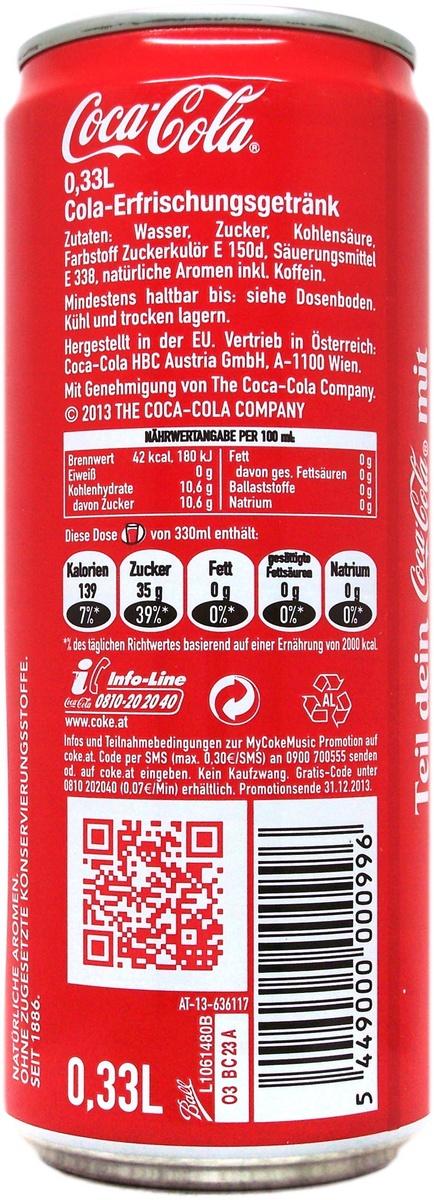 Coca-Cola®
0,33L
Cola-Erfrischungsgetränk
Zutaten: Wasser, Zucker, Kohlensäure,
Farbstoff Zuckerkulör E 150d, Säuerungsmittel
E 338, natürliche Aromen inkl. Koffein.
Mindestens haltbar bis: siehe Dosenboden.
Kühl und trocken lagern.
Hergestellt in der EU. Vertrieb in Österreich:
Coca-Cola HBC Austria GmbH, A-1100 Wien.
Mit Genehmigung von The Coca-Cola Company.
© 2013 THE COCA-COLA COMPANY
NÄHRWERTANGABE PER 100 ml
Brennwert 42 kcal, 180 kJ
Eiweiß 0 g
Kohlenhydrate 10,6 g
davon Zucker 10,6 g
Fett 0 g
davon ges. Fettsäuren 0 g
Ballaststoffe 0 g
Natrium 0 g
Diese Dose von 330ml enthält:
Kalorien 139 7%*
Zucker 35 g 39%*
Fett 0 g 0%*
gesättigte Fettsäuren 0 g 0%*
Natrium 0 g 0%*
*% des täglichen Richtwertes basierend auf einer Ernährung von 2000 kcal.
Info-Line
Coca-Cola 0810-20 20 40
www.coke.at
AL
Infos und Teilnahmebedingungen zur MyCokeMusic Promotion auf
coke.at. Code per SMS (max. 0,30€/SMS) an 0900 700555 senden
od. auf coke.at eingeben. Kein Kaufzwang. Gratis-Code unter
0810 202040 (0,07€/Min) erhältlich. Promotionsende 31.12.2013.
AT-13-636117
0,33L
Ball
L1061480B
03 BC23A
5 449000 000996
NATÜRLICHE AROMEN.
OHNE ZUGESETZTE KONSERVIERUNGSSTOFFE.
SEIT 1886.
Teil dein Coca-Cola® mit